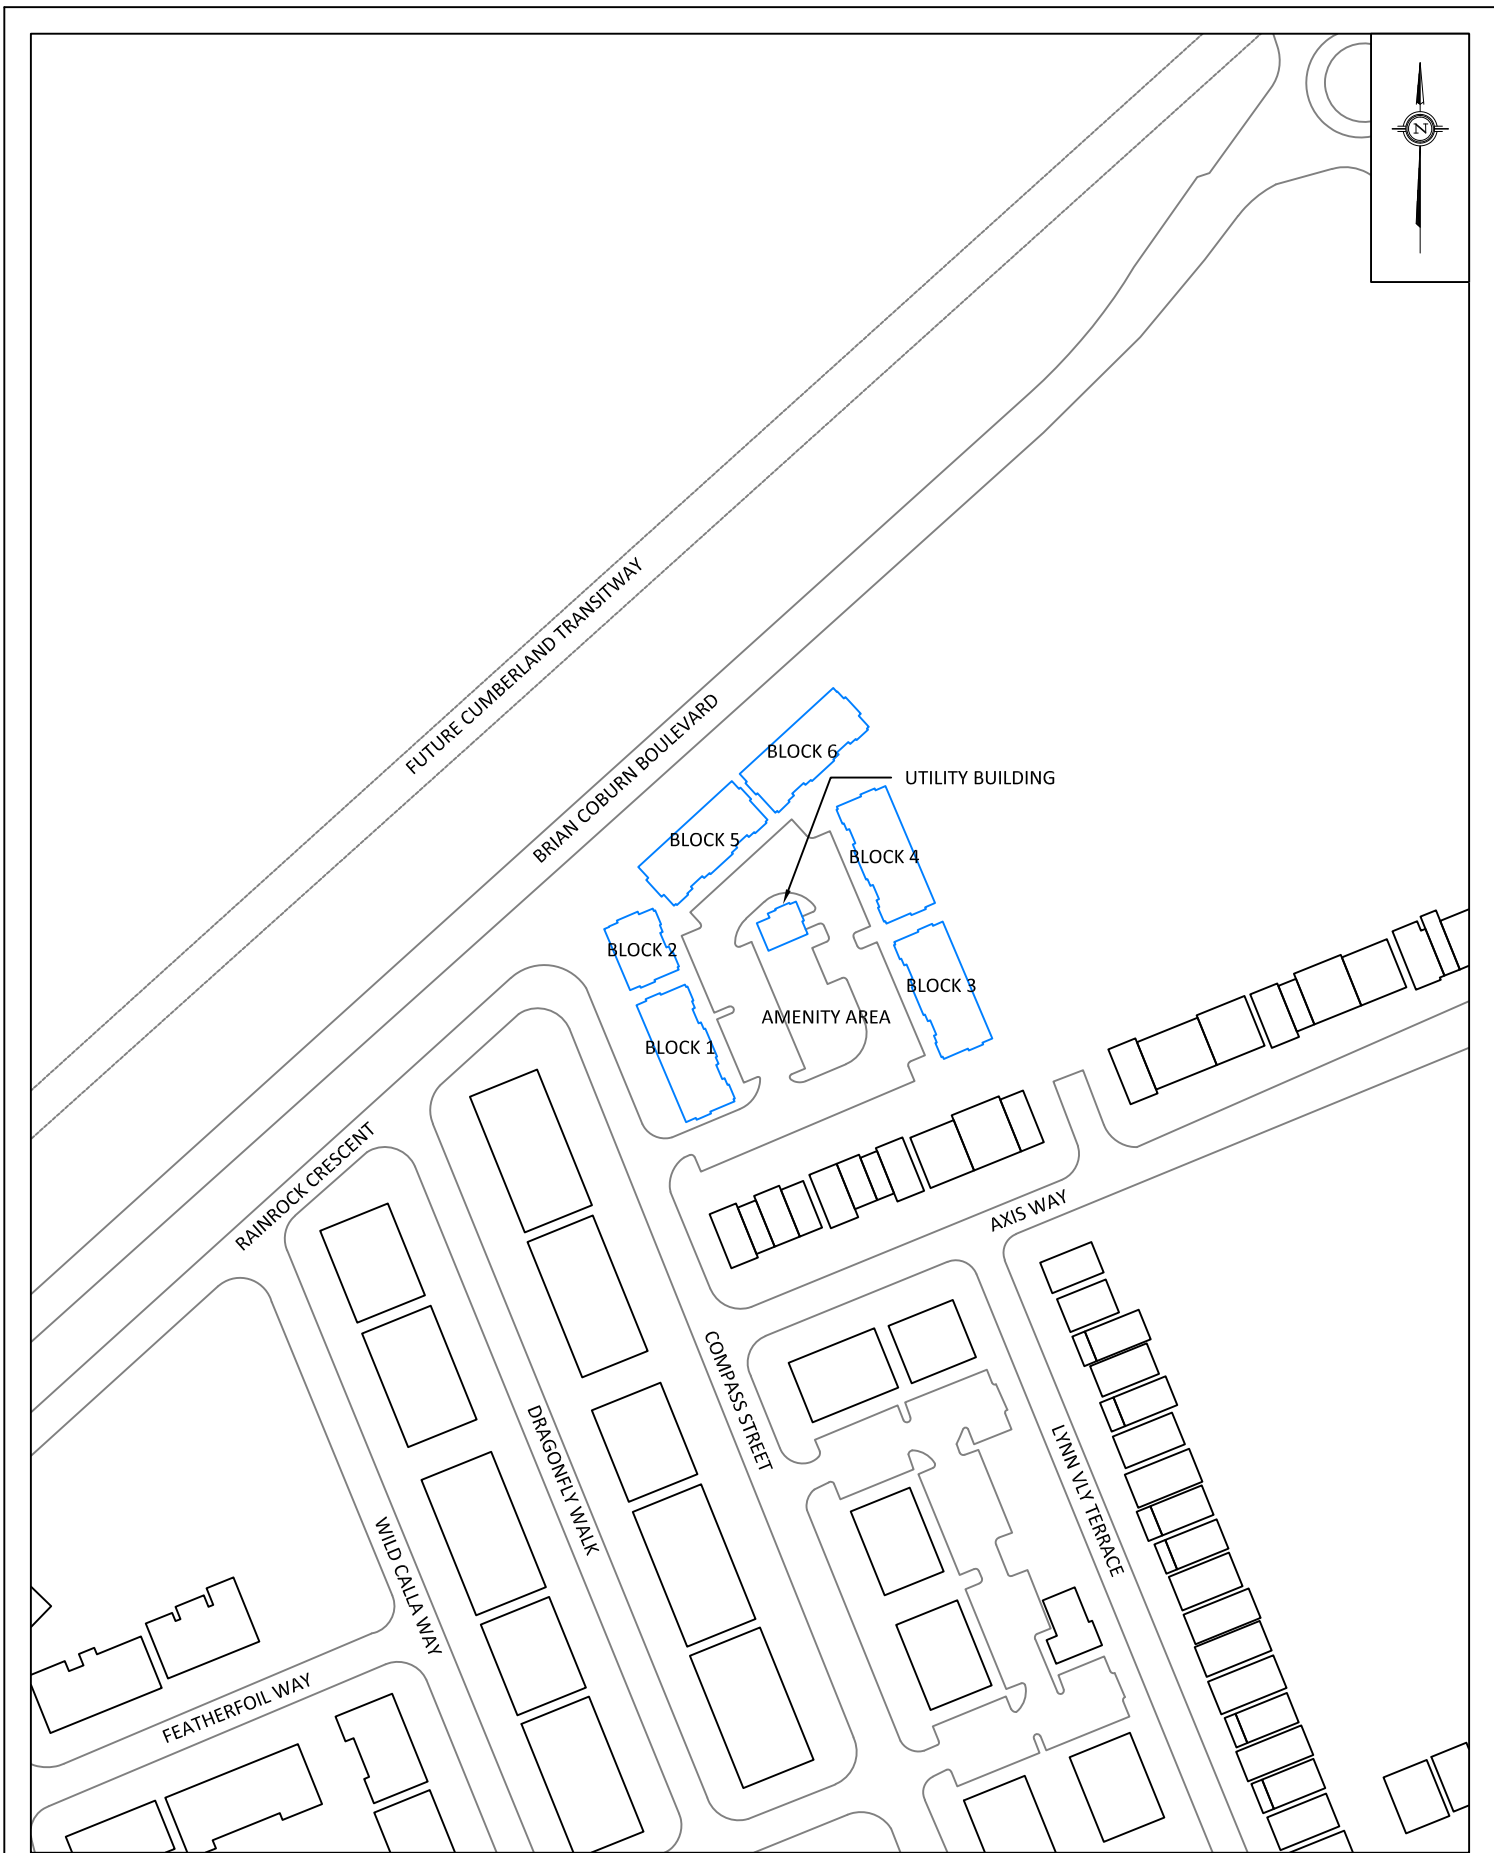 N
FUTURE CUMBERLAND TRANSITWAY
BRIAN COBURN BOULEVARD
BLOCK 6
UTILITY BUILDING
BLOCK 5
BLOCK 4
BLOCK 2
BLOCK 3
AMENITY AREA
BLOCK 1
RAINROCK CRESCENT
AXIS WAY
COMPASS STREET
DRAGONFLY WALK
LYNN VLY TERRACE
WILD CALLA WAY
FEATHERFOIL WAY